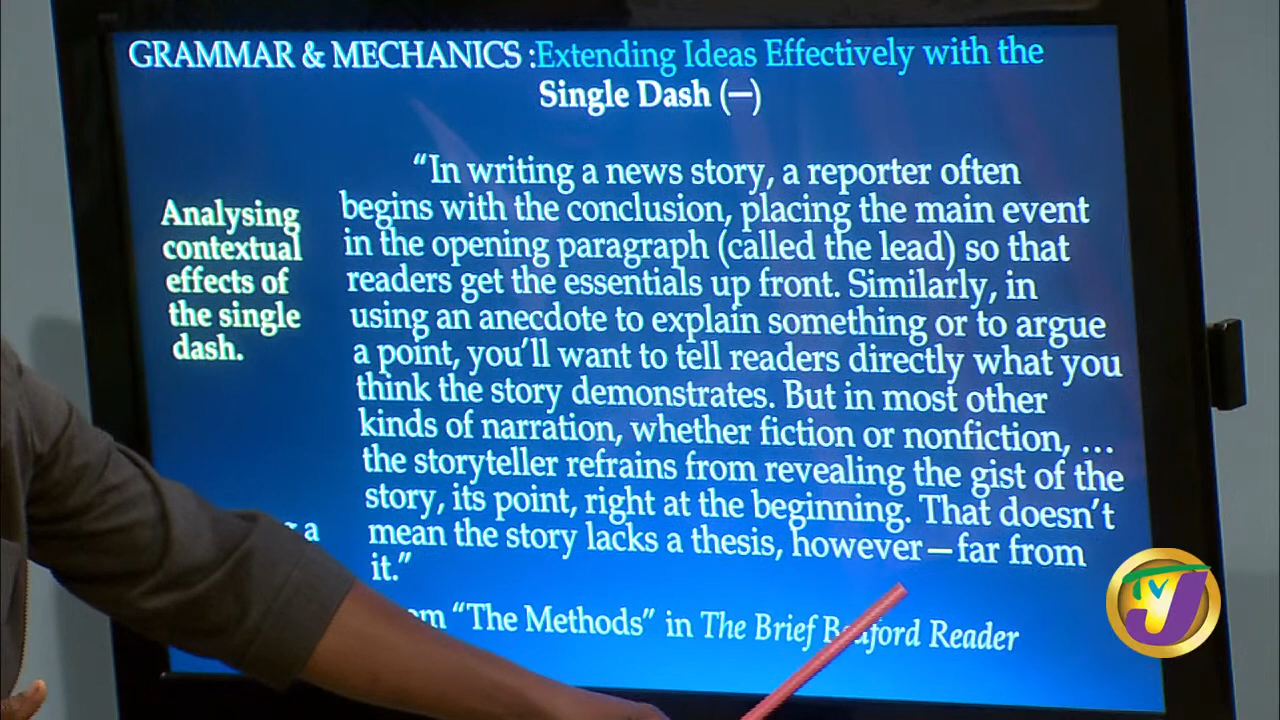 GRAMMAR & MECHANICS :Extending Ideas Effectively with the
Single Dash (—)
Analysing
contextual
effects of
the single
dash.
“In writing a news story, a reporter often
begins with the conclusion, placing the main event
in the opening paragraph (called the lead) so that
readers get the essentials up front. Similarly, in
using an anecdote to explain something or to argue
a point, you’ll want to tell readers directly what you
think the story demonstrates. But in most other
kinds of narration, whether fiction or nonfiction, …
the storyteller refrains from revealing the gist of the
story, its point, right at the beginning. That doesn’t
mean the story lacks a thesis, however—far from
it.”
a
“The Methods” in The Brief Bedford Reader
TVJ